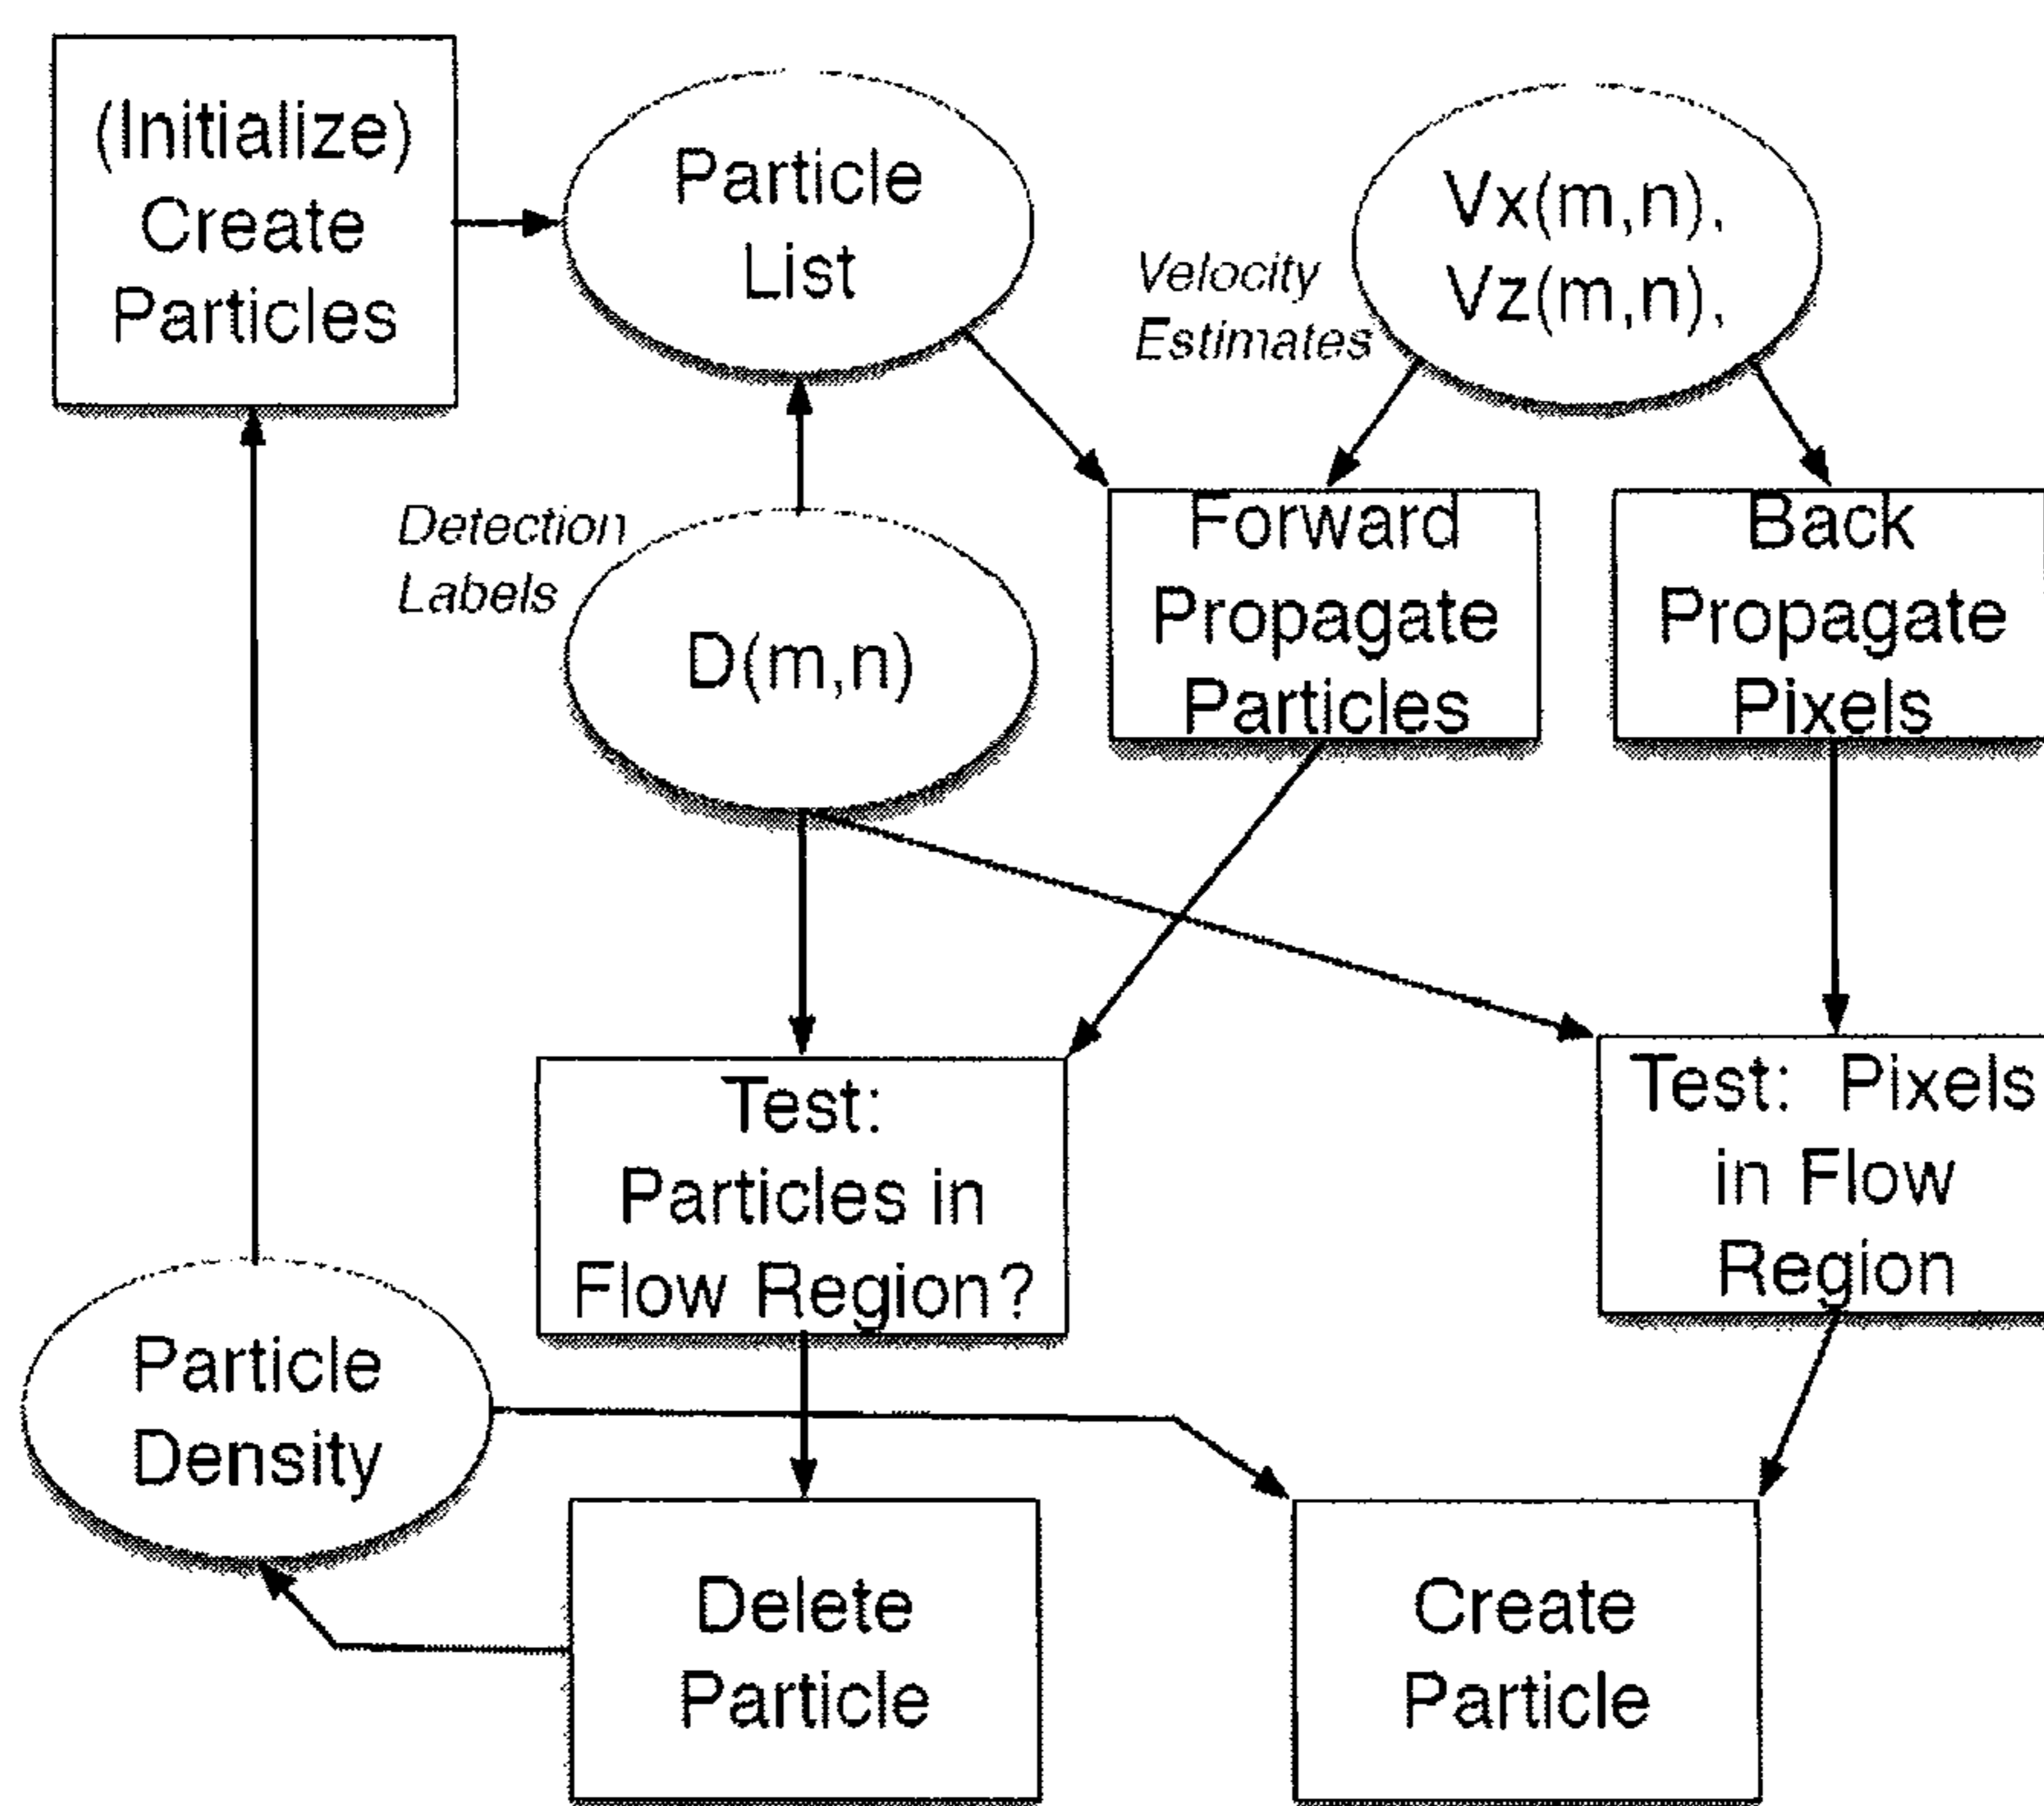 (Initialize)
Create
Particles
Particle
List
Velocity
Estimates
Vx(m,n),
Vz(m,n),
Detection
Labels
D(m,n)
Forward
Propagate
Particles
Back
Propagate
Pixels
Test:
Particles in
Flow Region?
Test: Pixels
in Flow
Region
Particle
Density
Delete
Particle
Create
Particle